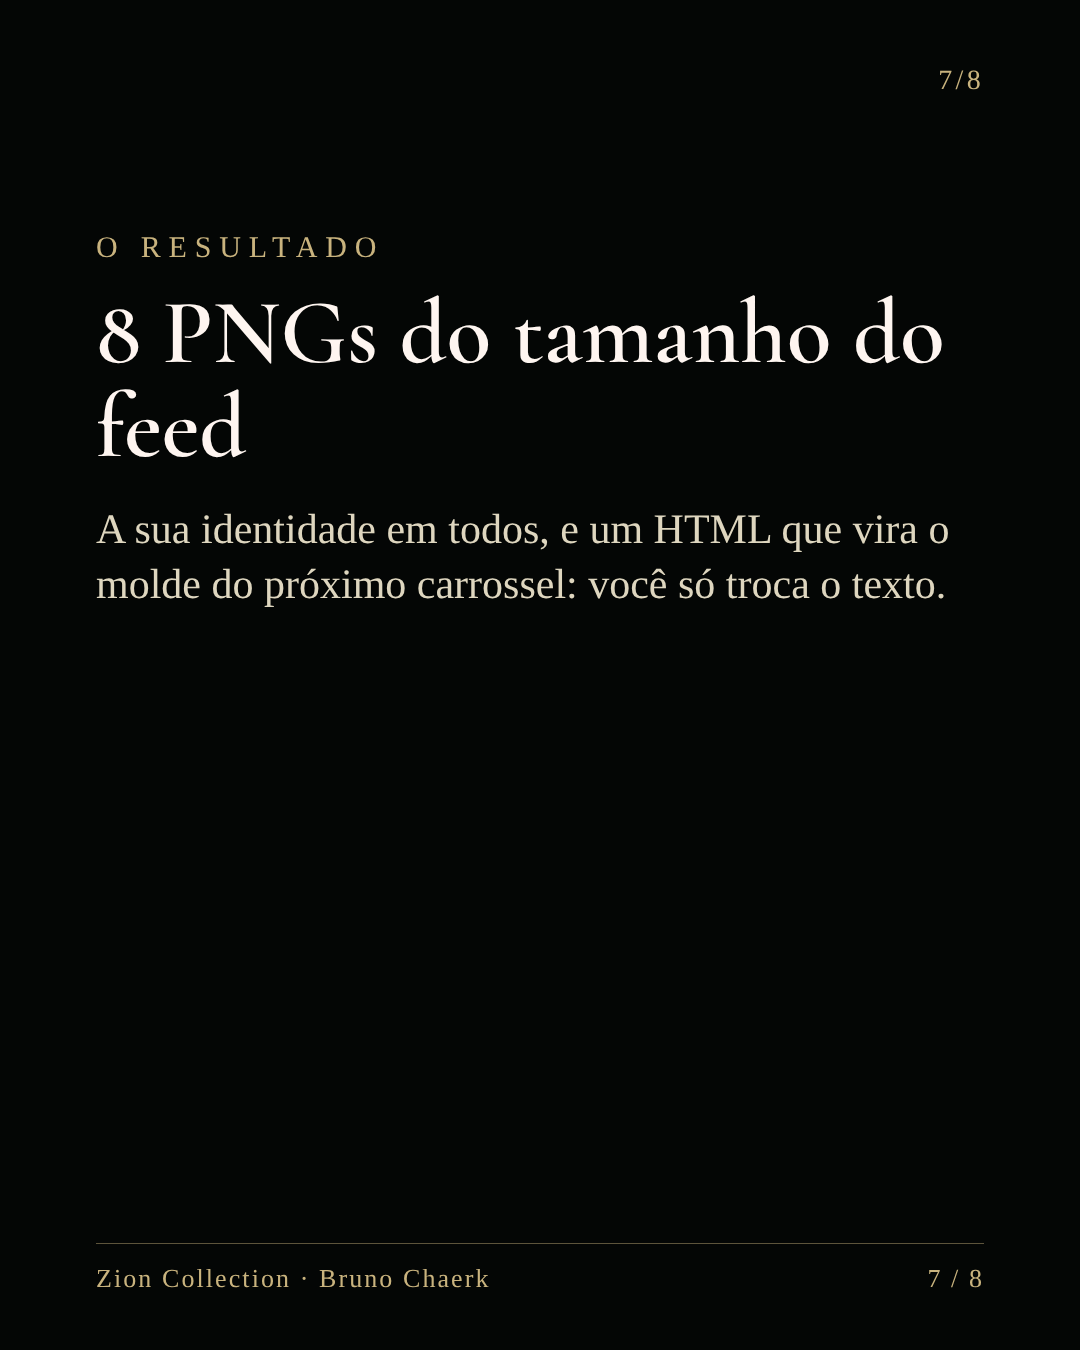 7/8
O RESULTADO
8 PNGs do tamanho do
feed
A sua identidade em todos, e um HTML que vira o
molde do próximo carrossel: você só troca o texto.
Zion Collection · Bruno Chaerk
7 / 8